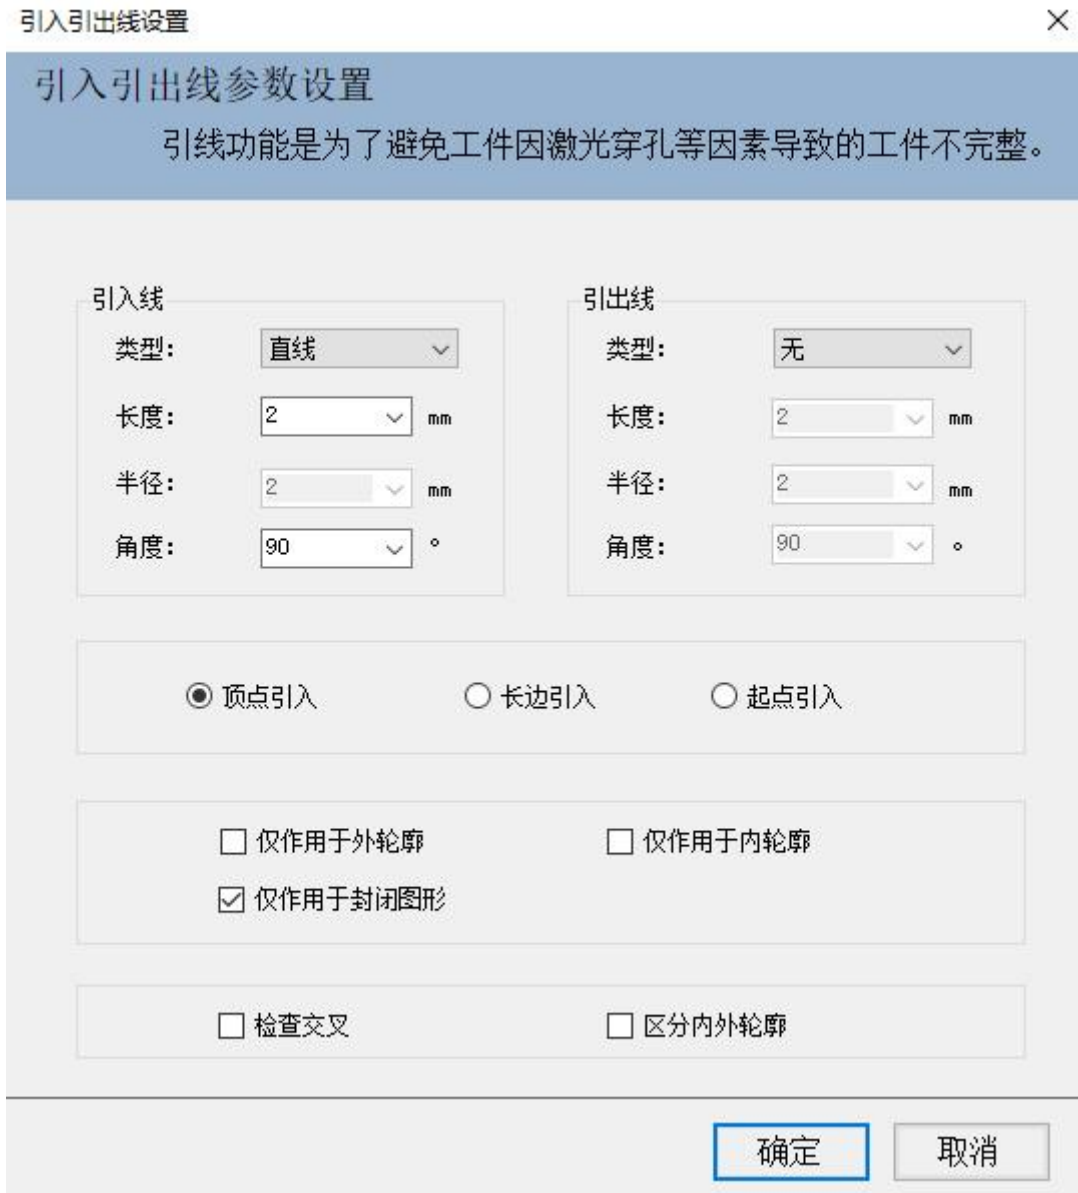 引入引出线设置
引入引出线参数设置
引线功能是为了避免工件因激光穿孔等因素导致的工件不完整。
引入线
类型: 直线
长度: 2 mm
半径: 2 mm
角度: 90 °
引出线
类型: 无
长度: 2 mm
半径: 2 mm
角度: 90 °
顶点引入 长边引入 起点引入
仅作用于外轮廓 仅作用于内轮廓
仅作用于封闭图形
检查交叉 区分内外轮廓
确定 取消